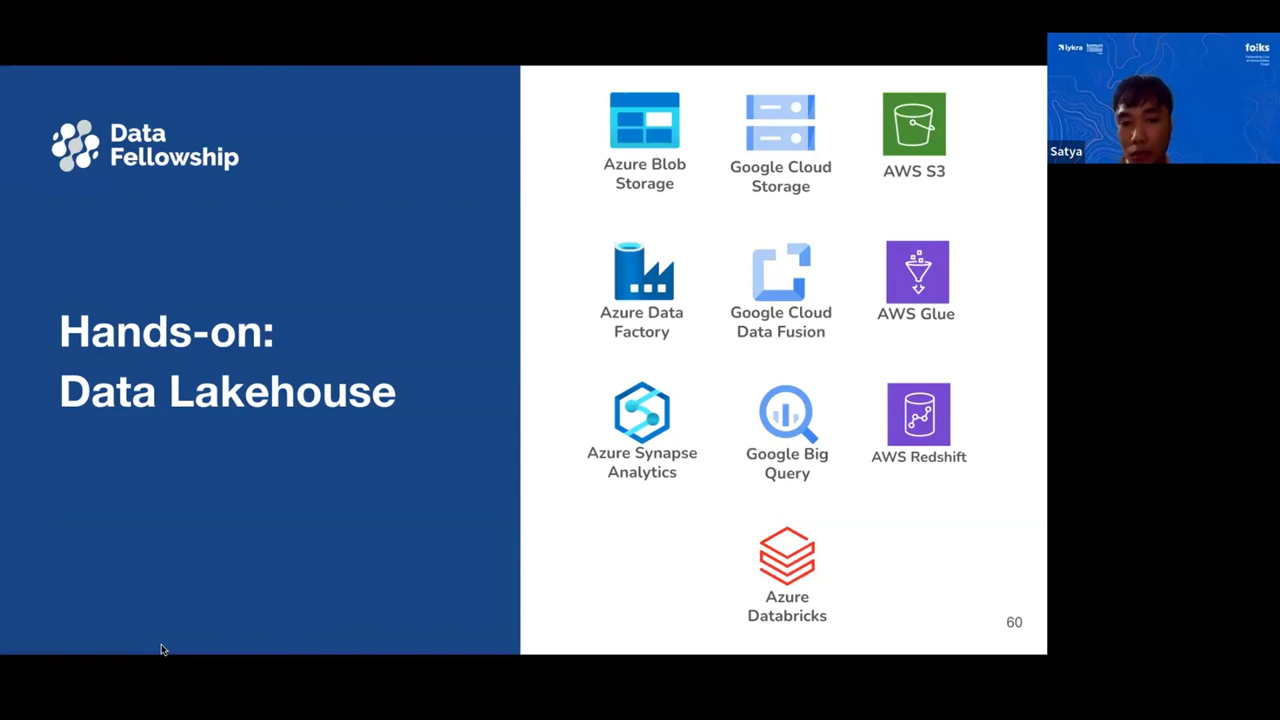 Data
Fellowship
Hands-on:
Data Lakehouse
Azure Blob
Storage
Google Cloud
Storage
AWS S3
Azure Data
Factory
Google Cloud
Data Fusion
AWS Glue
Azure Synapse
Analytics
Google Big
Query
AWS Redshift
Azure
Databricks
60
iykra
Satya